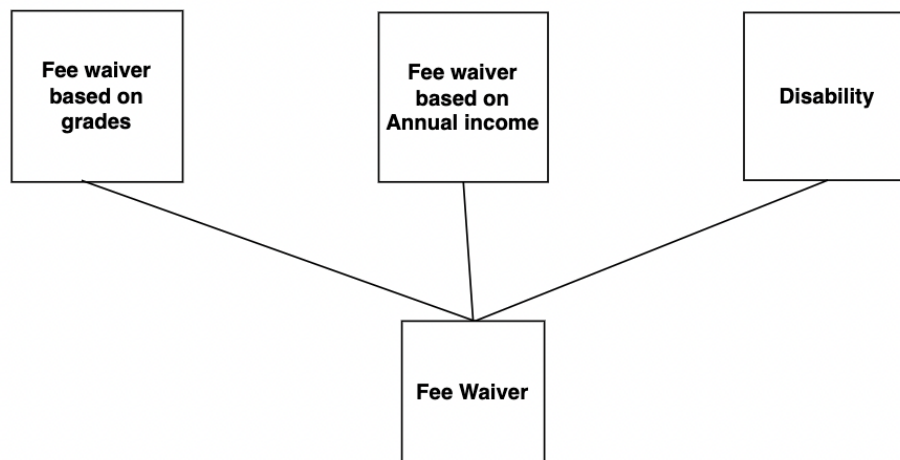 Fee waiver
based on
grades
Fee waiver
based on
Annual income
Disability
Fee Waiver